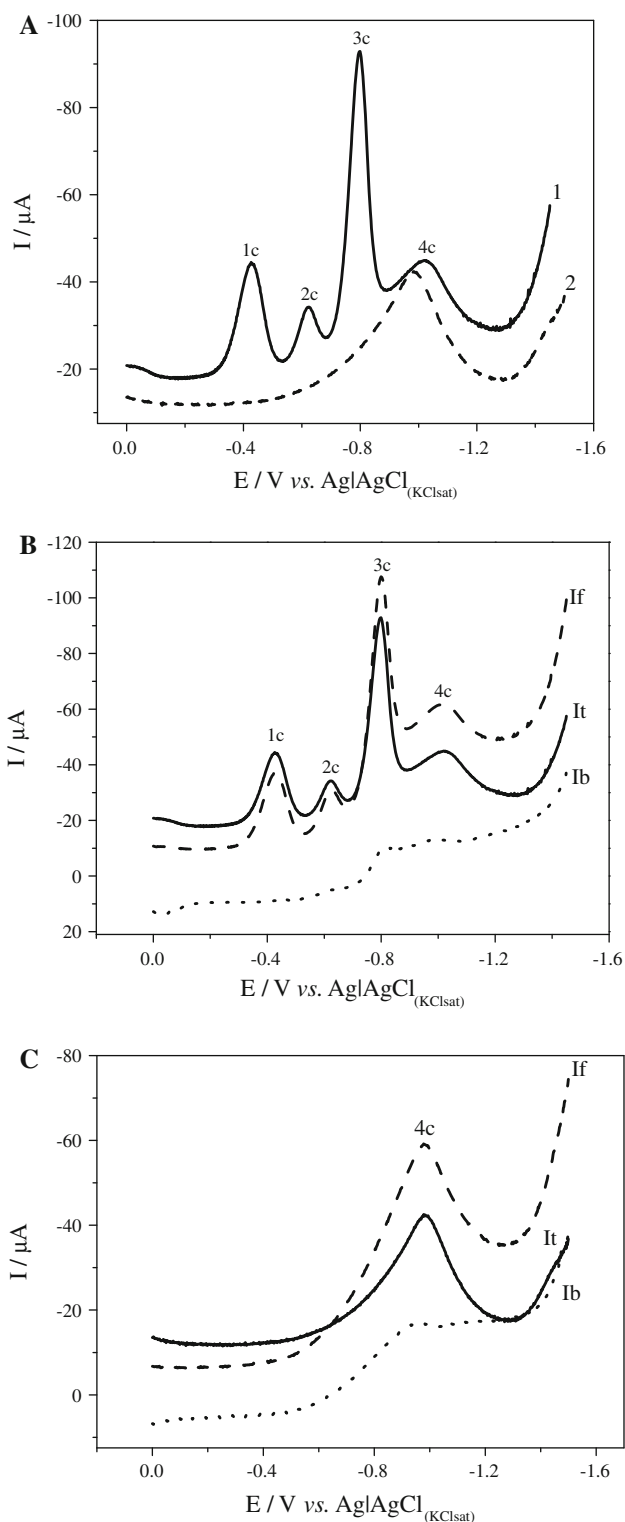 A
-100
-80
-60
-40
-20
I / µA
3c
1c
2c
4c
1
2
0.0 -0.4 -0.8 -1.2 -1.6
E / V vs. Ag|AgCl(KClsat)
B
-120
-100
-80
-60
-40
-20
0
20
I / µA
3c
1c
2c
4c
If
It
Ib
0.0 -0.4 -0.8 -1.2 -1.6
E / V vs. Ag|AgCl(KClsat)
C
-80
-60
-40
-20
0
I / µA
4c
If
It
Ib
0.0 -0.4 -0.8 -1.2
E / V vs. Ag|AgCl(KClsat)